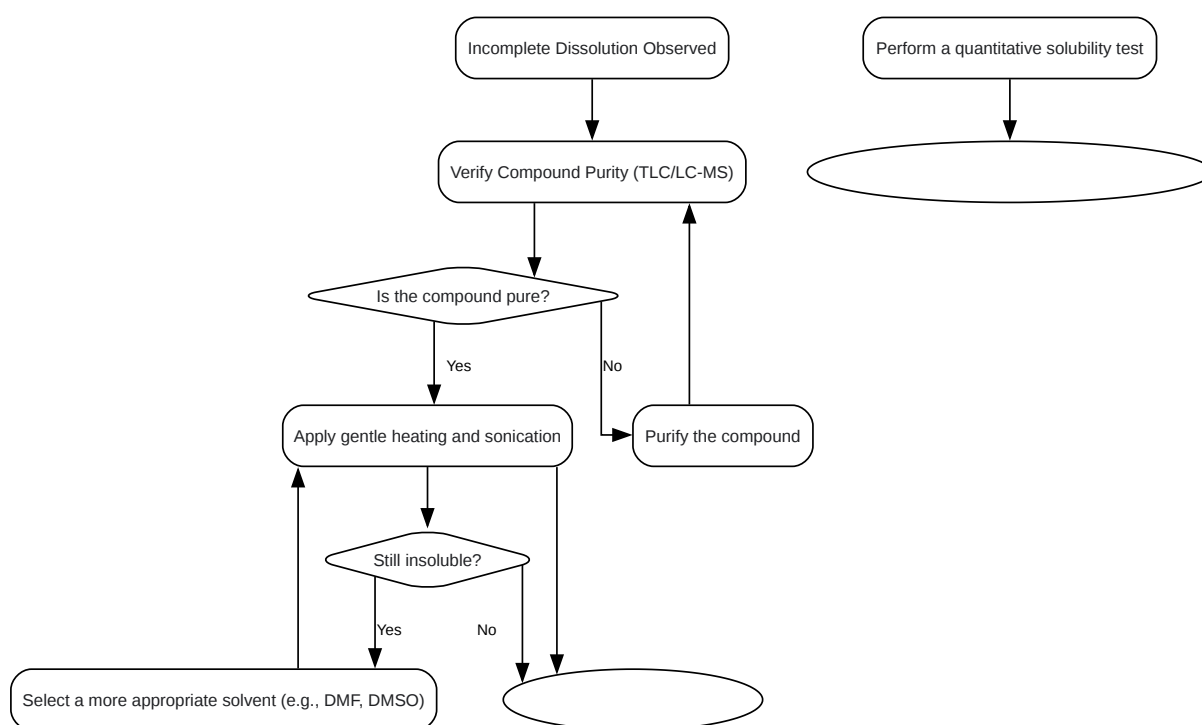 Incomplete Dissolution Observed
Perform a quantitative solubility test
Verify Compound Purity (TLC/LC-MS)
Is the compound pure?
Yes
No
Apply gentle heating and sonication
Purify the compound
Still insoluble?
Yes
No
Select a more appropriate solvent (e.g., DMF, DMSO)